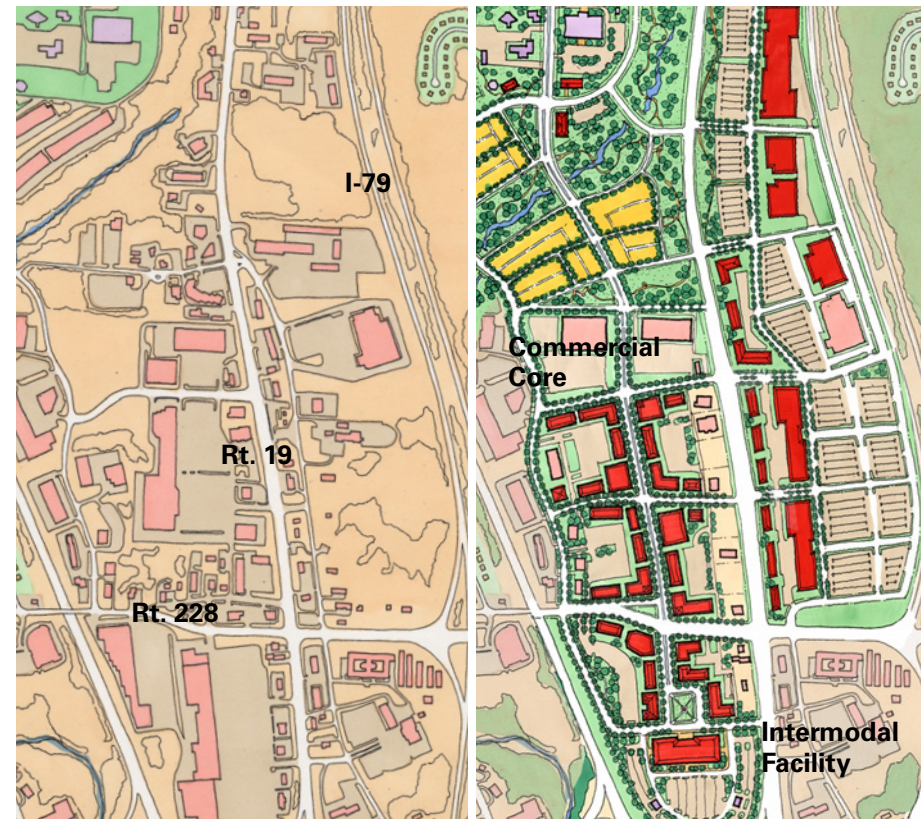 I-79
Commercial
Core
Rt. 19
Rt. 228
Intermodal
Facility